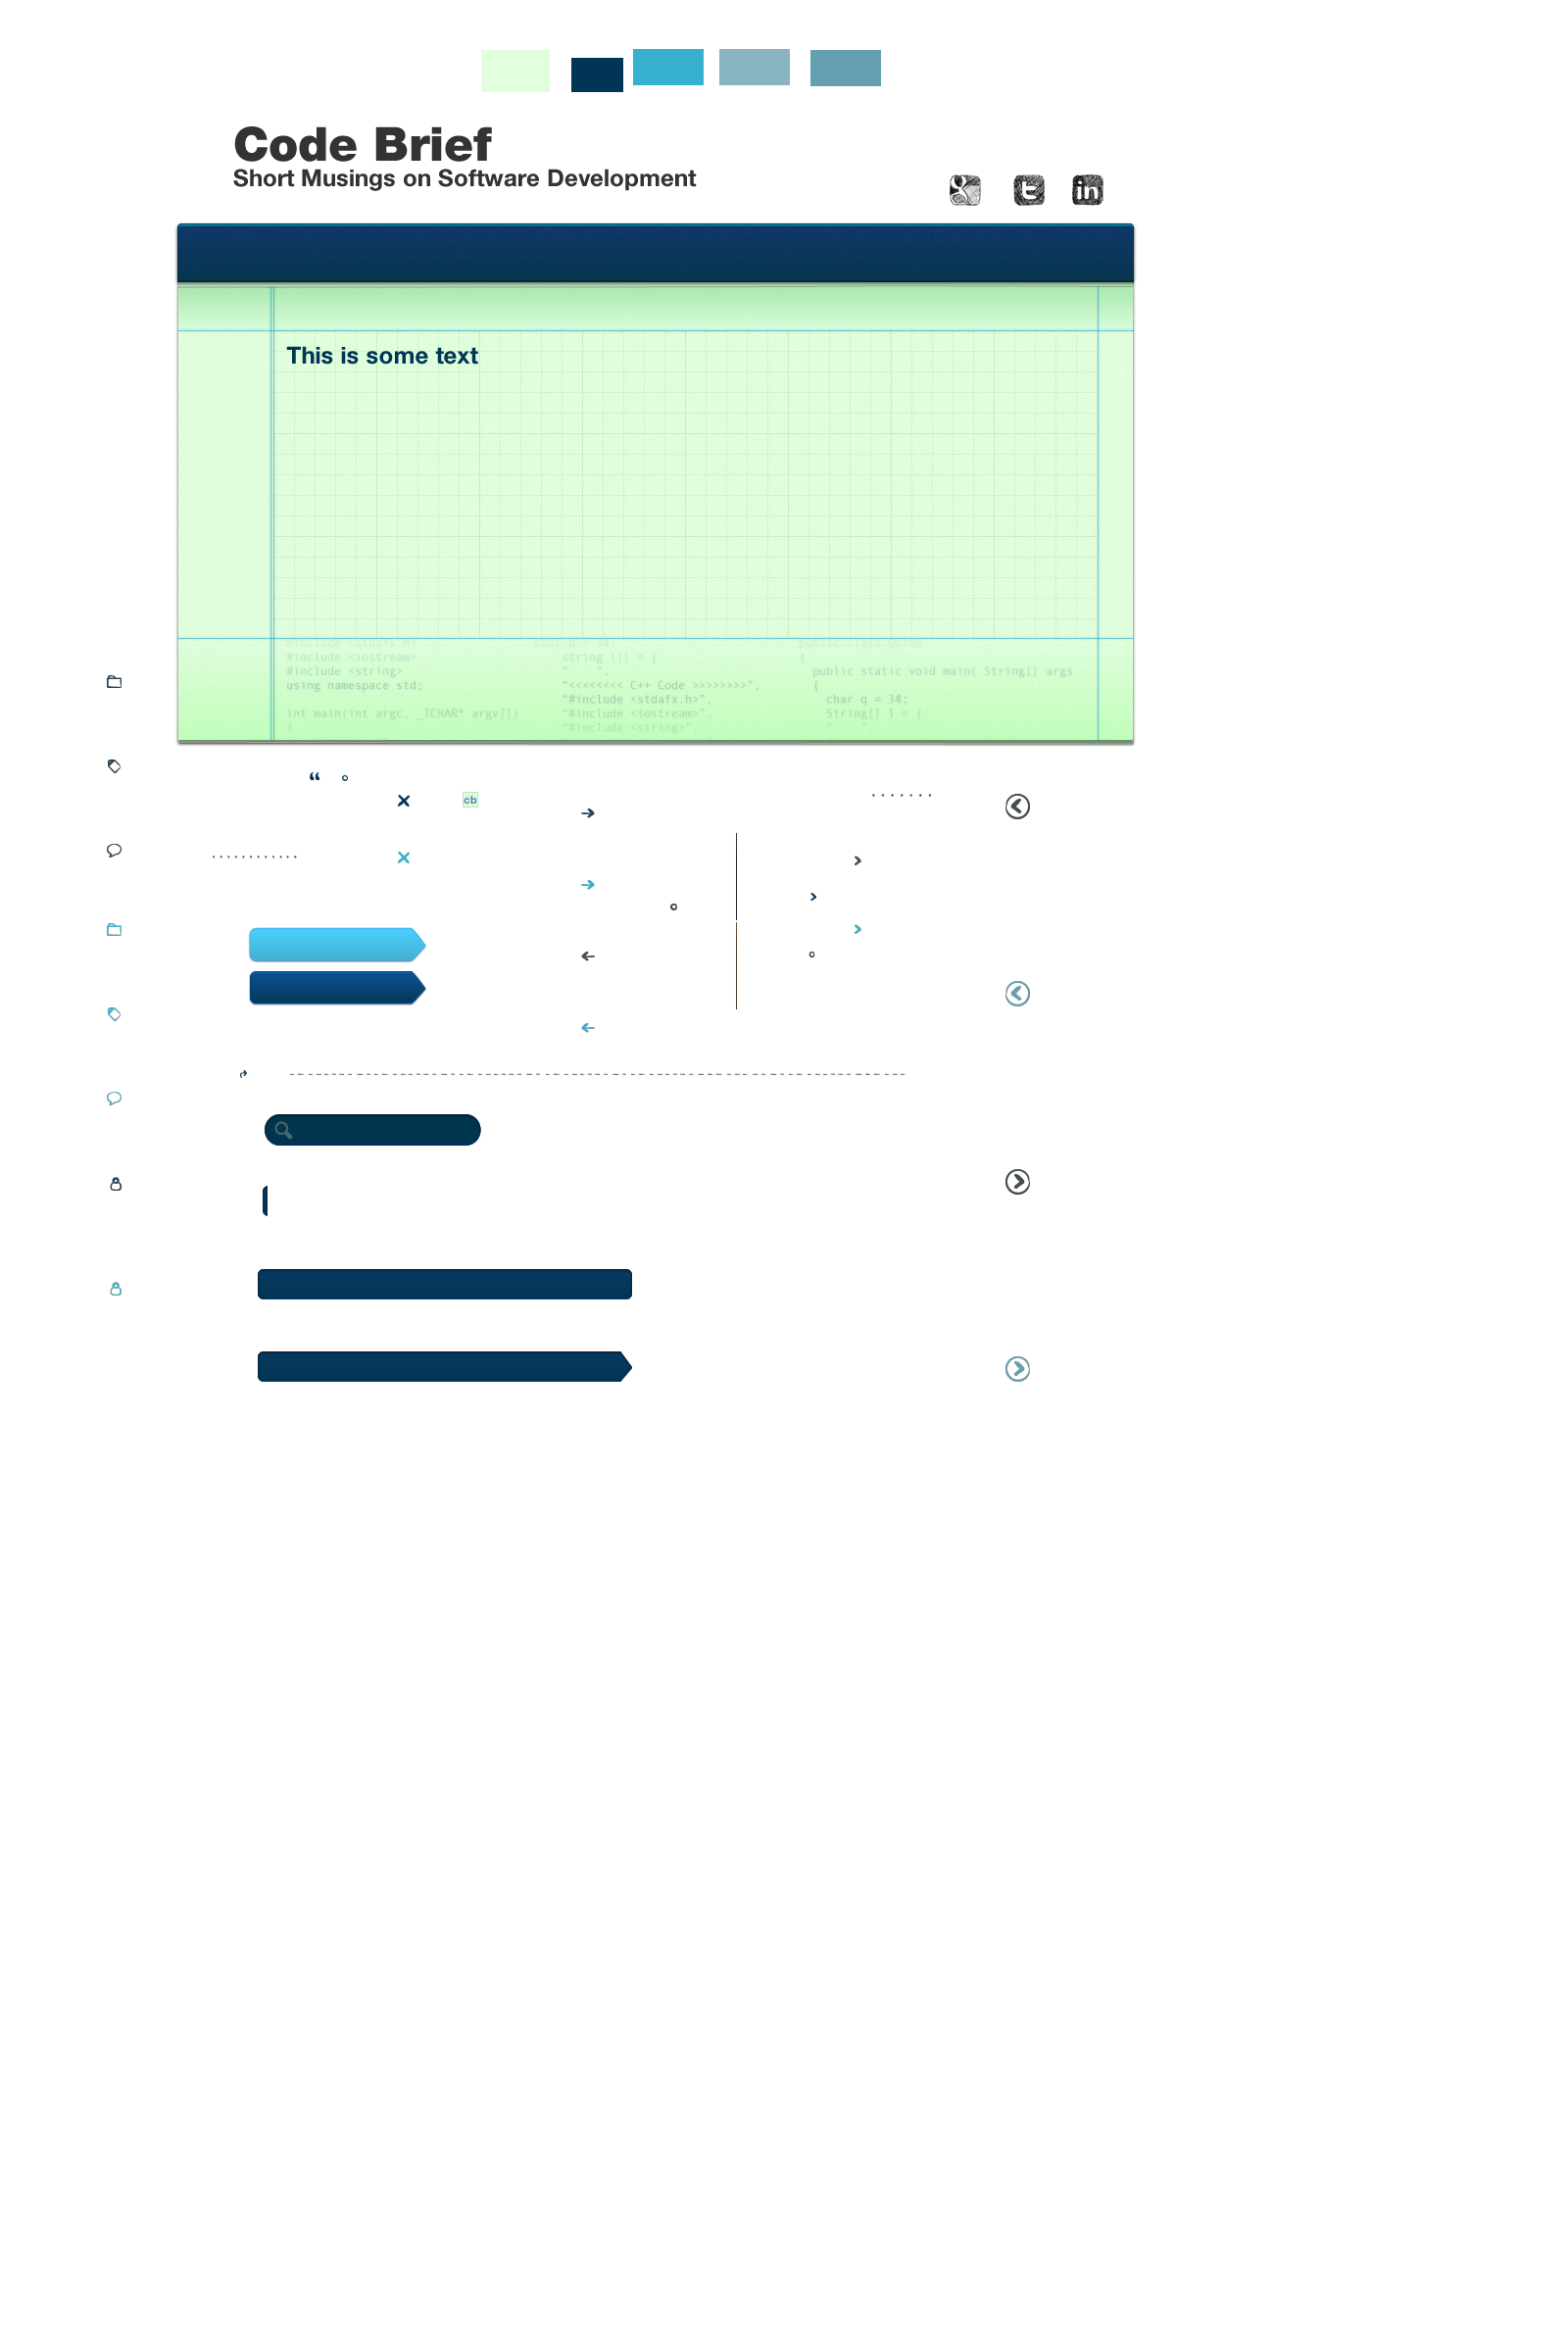 Code Brief
Short Musings on Software Development
g t in
This is some text
#include <stdafx.h> char q = 34; public class Quine
#include <iostream> string l[] = { {
#include <string> " ", public static void main( String[] args
using namespace std; "<<<<<<<< C++ Code >>>>>>>>", {
"#include <stdafx.h>", char q = 34;
int main(int argc, _TCHAR* argv[]) "#include <iostream>", String[] l = {
{ "#include <string>", " ",
“
cb